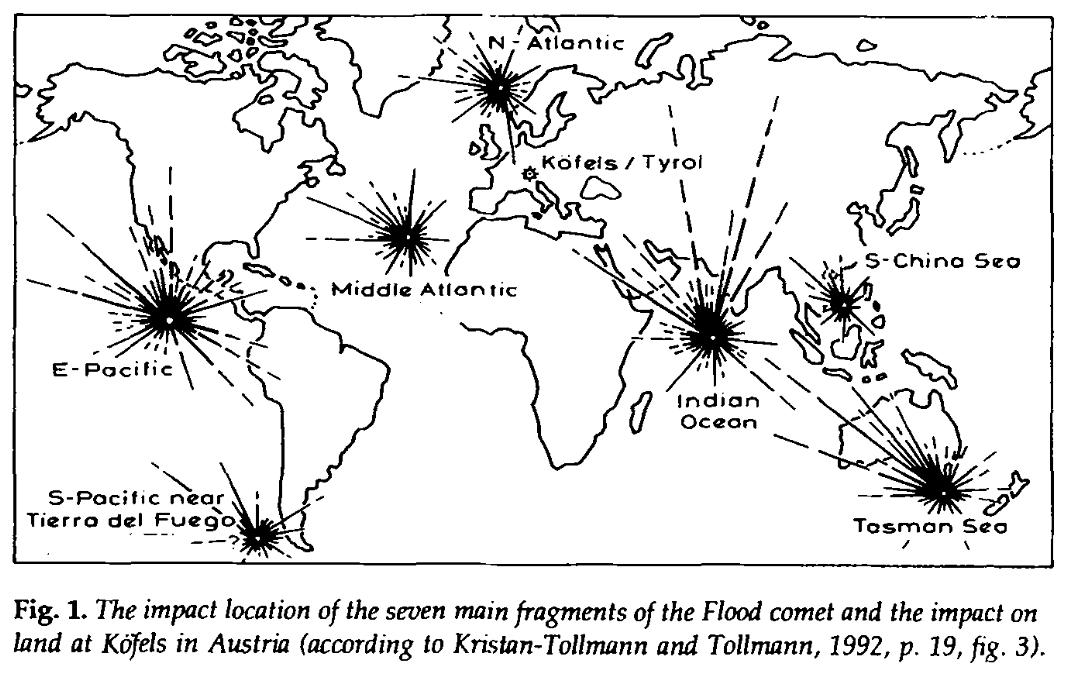 N-Atlantic
Köfels / Tyrol
S-China Sea
Middle Atlantic
E-Pacific
Indian
Ocean
S-Pacific near
Tierra del Fuego
Tasman Sea
Fig. 1. The impact location of the seven main fragments of the Flood comet and the impact on
land at Köfels in Austria (according to Kristan-Tollmann and Tollmann, 1992, p. 19, fig. 3).